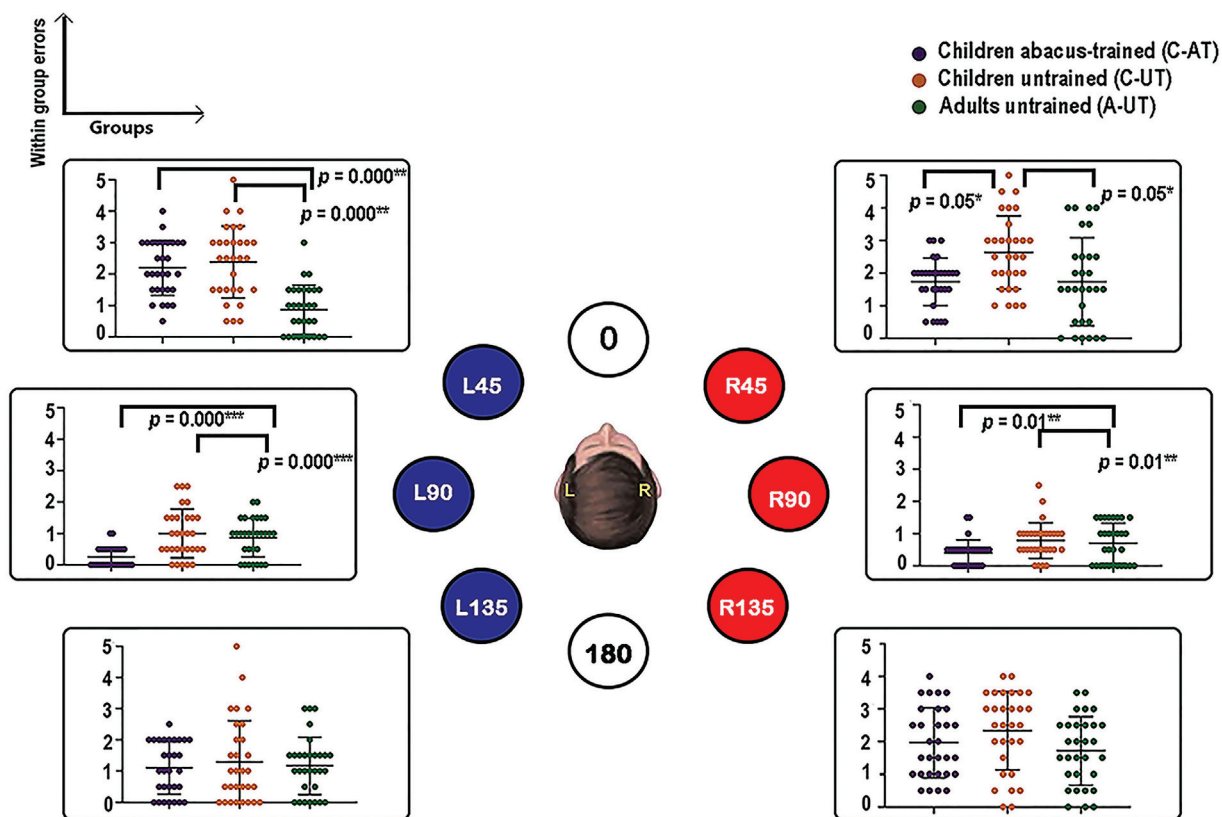 Within group errors
Groups
Children abacus-trained (C-AT)
Children untrained (C-UT)
Adults untrained (A-UT)
5
4
3
2
1
0
p = 0.000**
p = 0.000**
5
4
3
2
1
0
p = 0.05*
p = 0.05*
0
L45
R45
5
4
3
2
1
0
p = 0.000***
p = 0.000***
L90
L
R
R90
5
4
3
2
1
0
p = 0.01**
p = 0.01**
L135
R135
180
5
4
3
2
1
0
5
4
3
2
1
0